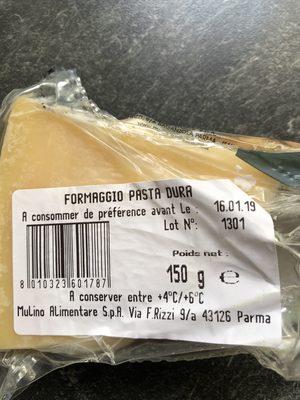 FORMAGGIO PASTA DURA
A consommer de préférence avant Le : 16.01.19
Lot N°: 1301
Poids net :
150 g e
8 010323 601787
A conserver entre +4°C/+6°C
Mulino Alimentare S.p.A. Via F.Rizzi 9/a 43126 Parma